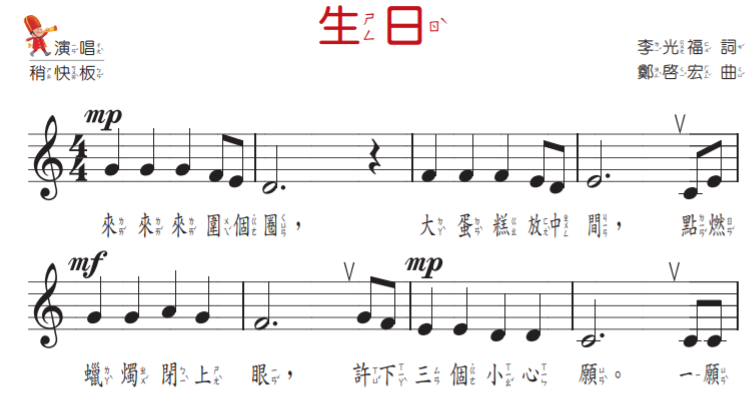 生日
演唱
稍快板
李光福 詞
鄭啓宏 曲
mp
來來來圍個圈，大蛋糕放中間，點燃
mf mp
蠟燭閉上眼，許下三個小心願。一願